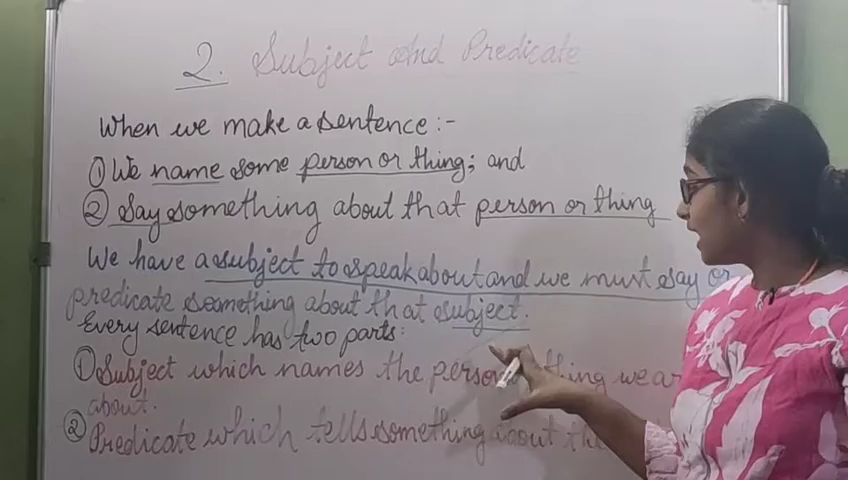 2. Subject And Predicate
When we make a sentence :-
① We name some person or thing; and
② Say something about that person or thing
We have a subject to speak about and we must say or
predicate something about that subject.
Every sentence has two parts:
① Subject which names the person thing we
about.
② Predicate which tells something about the